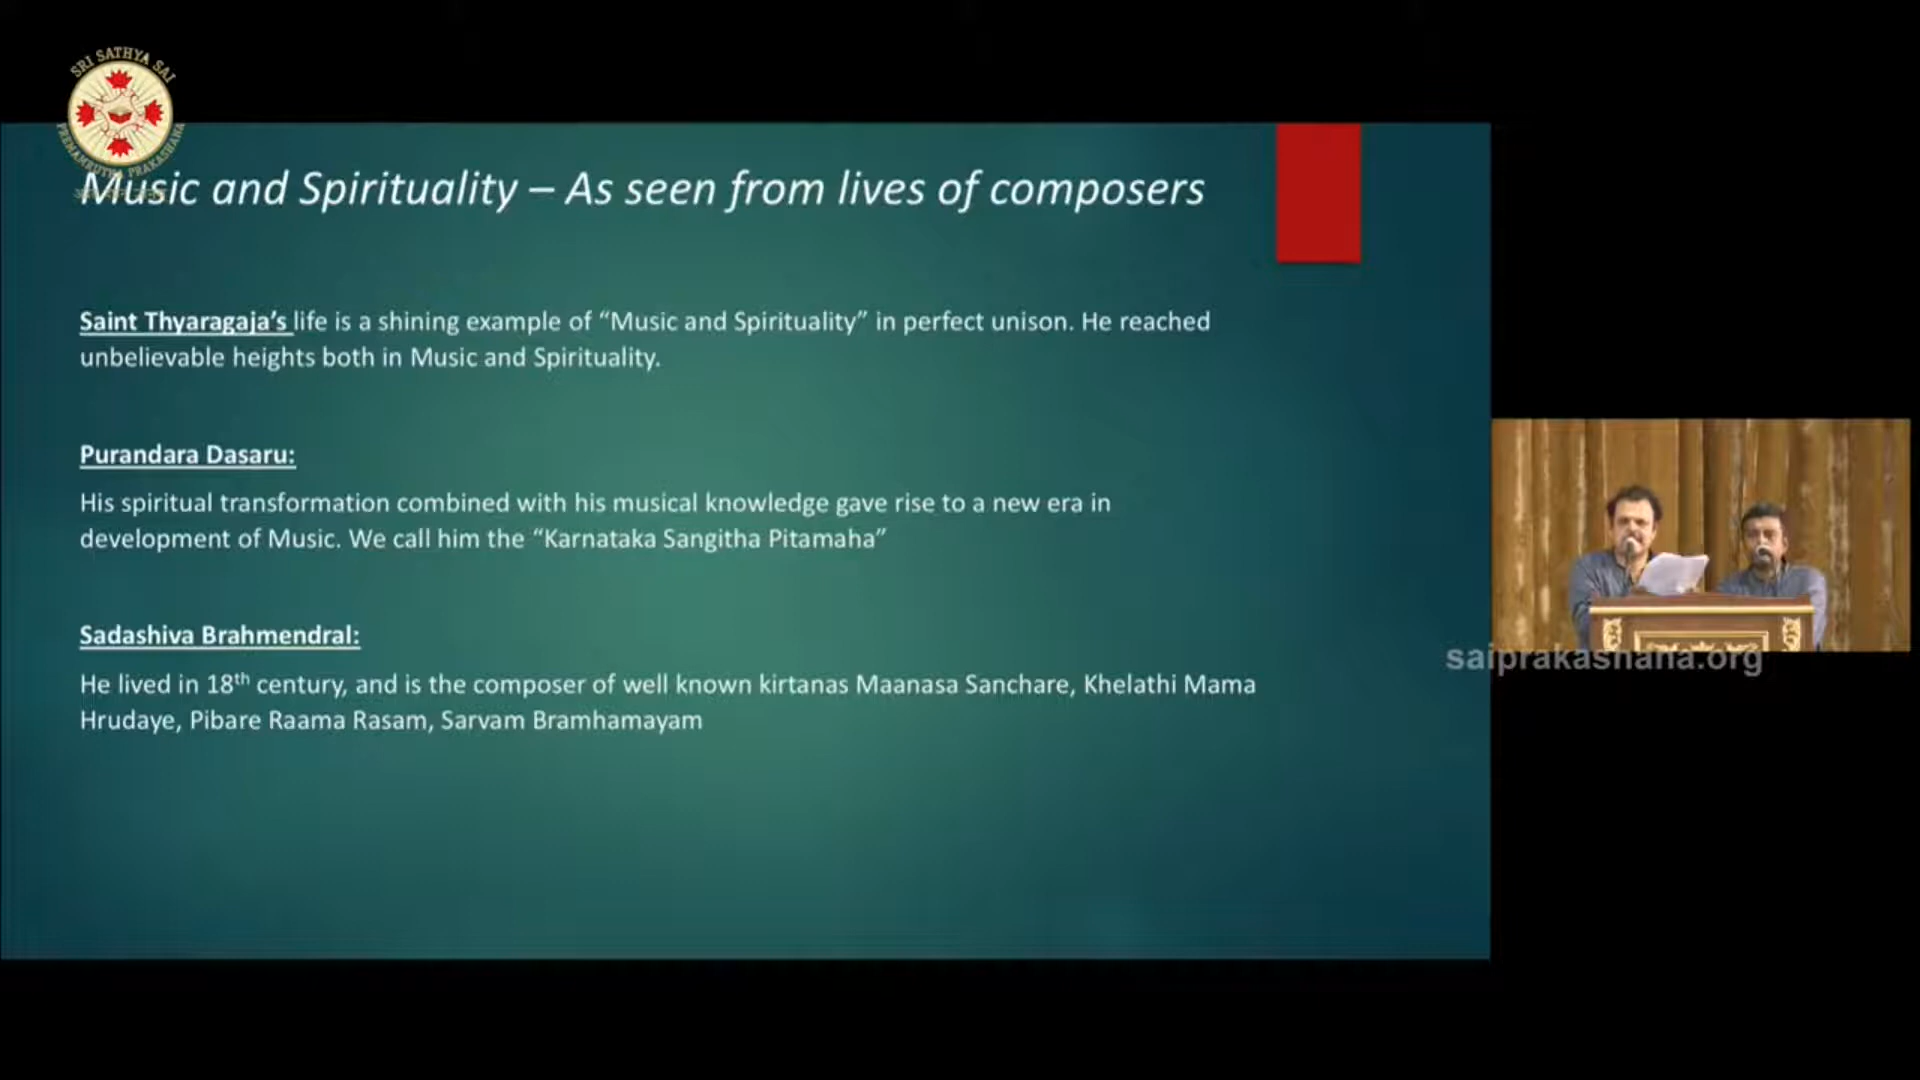 SRI SATHYA SAI
PREMAMRUTHA PRAKASHANA
Music and Spirituality – As seen from lives of composers
Saint Thyaragaja’s life is a shining example of “Music and Spirituality” in perfect unison. He reached
unbelievable heights both in Music and Spirituality.
Purandara Dasaru:
His spiritual transformation combined with his musical knowledge gave rise to a new era in
development of Music. We call him the “Karnataka Sangitha Pitamaha”
Sadashiva Brahmendral:
He lived in 18th century, and is the composer of well known kirtanas Maanasa Sanchare, Khelathi Mama
Hrudaye, Pibare Raama Rasam, Sarvam Bramhamayam
saiprakashana.org